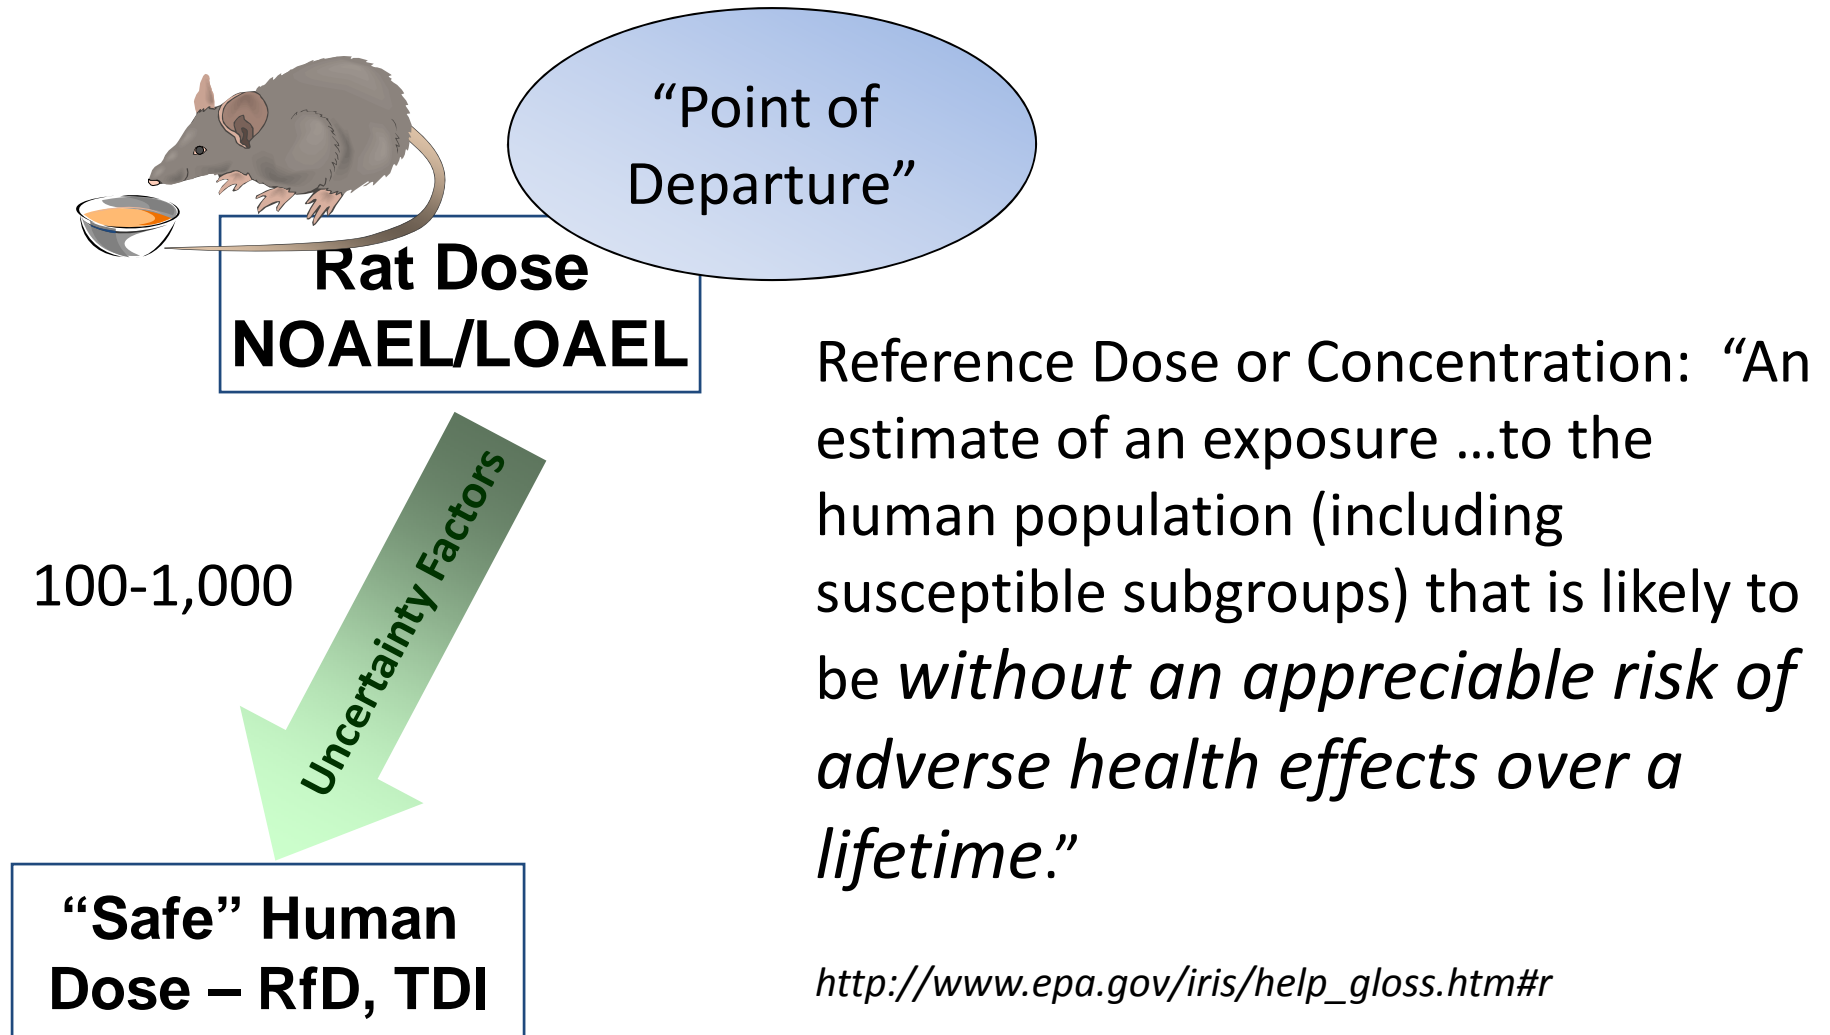 “Point of
Departure”
Rat Dose
NOAEL/LOAEL
100-1,000
Uncertainty Factors
“Safe” Human
Dose – RfD, TDI
Reference Dose or Concentration: “An
estimate of an exposure …to the
human population (including
susceptible subgroups) that is likely to
be without an appreciable risk of
adverse health effects over a
lifetime.”
http://www.epa.gov/iris/help_gloss.htm#r